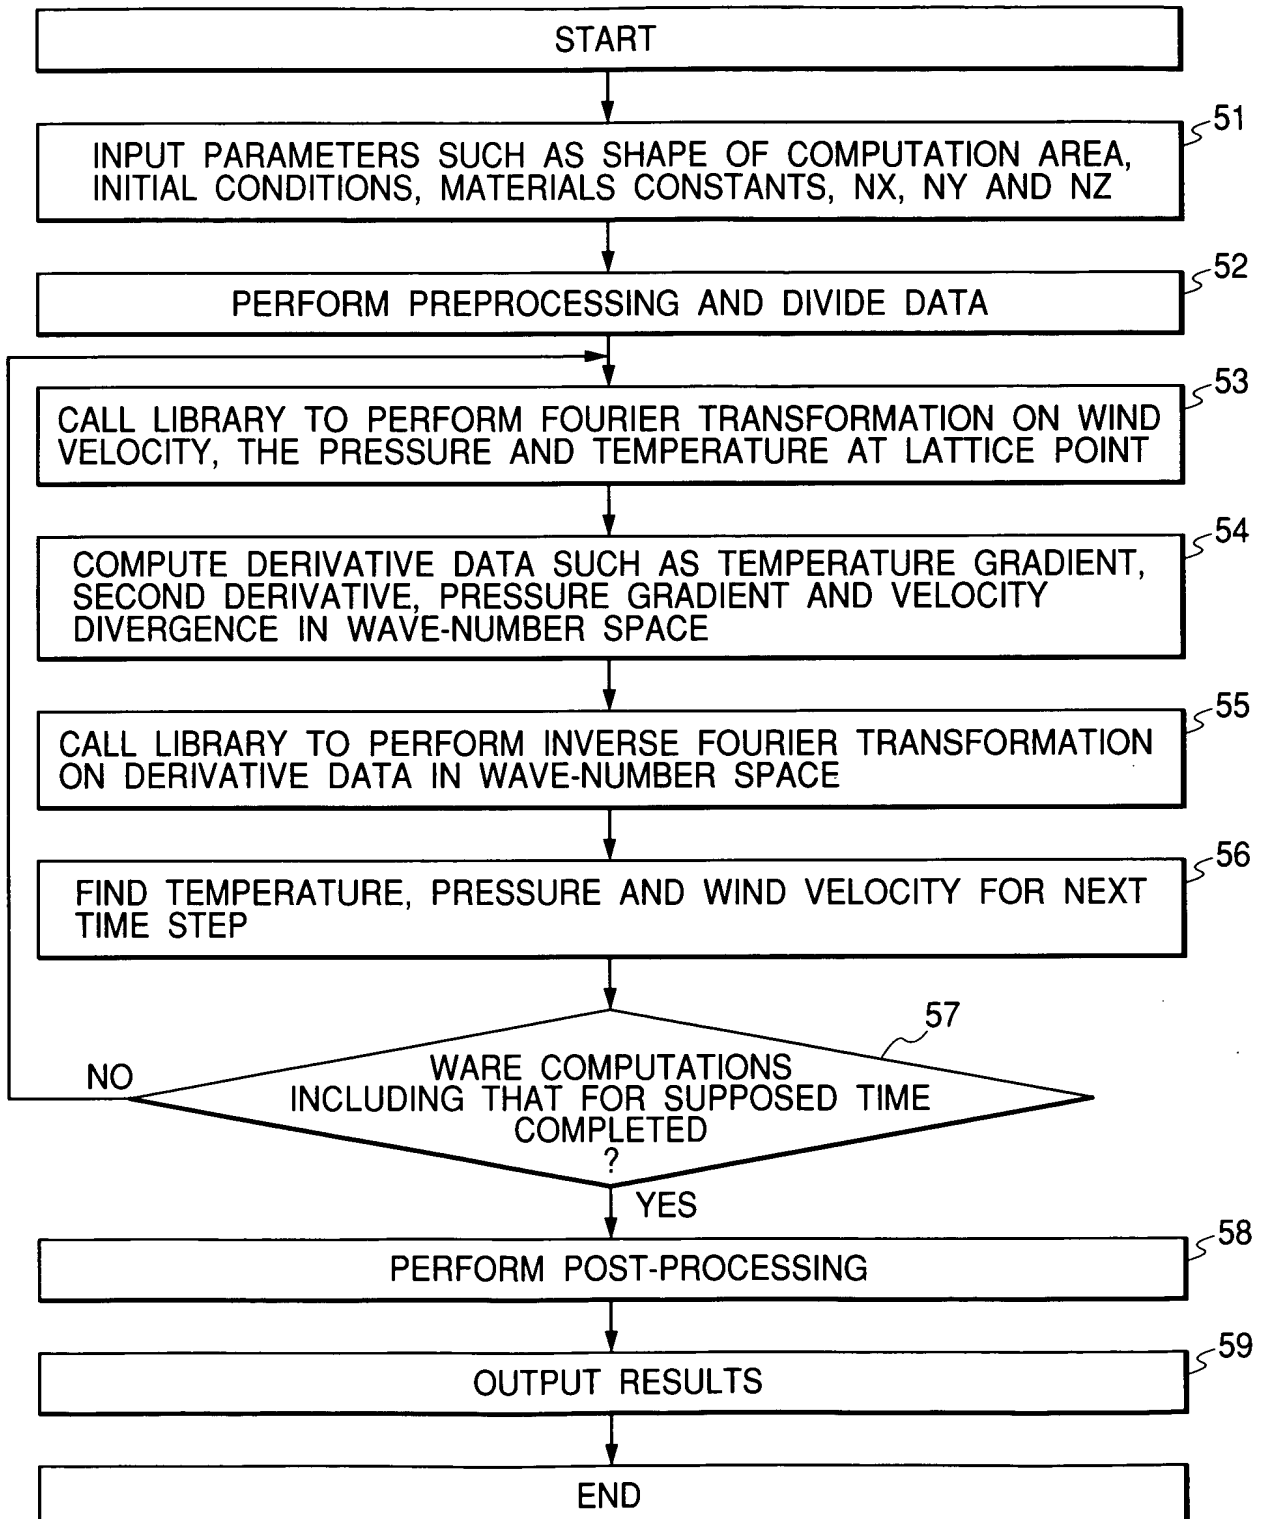 START
51
INPUT PARAMETERS SUCH AS SHAPE OF COMPUTATION AREA,
INITIAL CONDITIONS, MATERIALS CONSTANTS, NX, NY AND NZ
52
PERFORM PREPROCESSING AND DIVIDE DATA
53
CALL LIBRARY TO PERFORM FOURIER TRANSFORMATION ON WIND
VELOCITY, THE PRESSURE AND TEMPERATURE AT LATTICE POINT
54
COMPUTE DERIVATIVE DATA SUCH AS TEMPERATURE GRADIENT,
SECOND DERIVATIVE, PRESSURE GRADIENT AND VELOCITY
DIVERGENCE IN WAVE-NUMBER SPACE
55
CALL LIBRARY TO PERFORM INVERSE FOURIER TRANSFORMATION
ON DERIVATIVE DATA IN WAVE-NUMBER SPACE
56
FIND TEMPERATURE, PRESSURE AND WIND VELOCITY FOR NEXT
TIME STEP
57
NO
WARE COMPUTATIONS
INCLUDING THAT FOR SUPPOSED TIME
COMPLETED
?
YES
58
PERFORM POST-PROCESSING
59
OUTPUT RESULTS
END